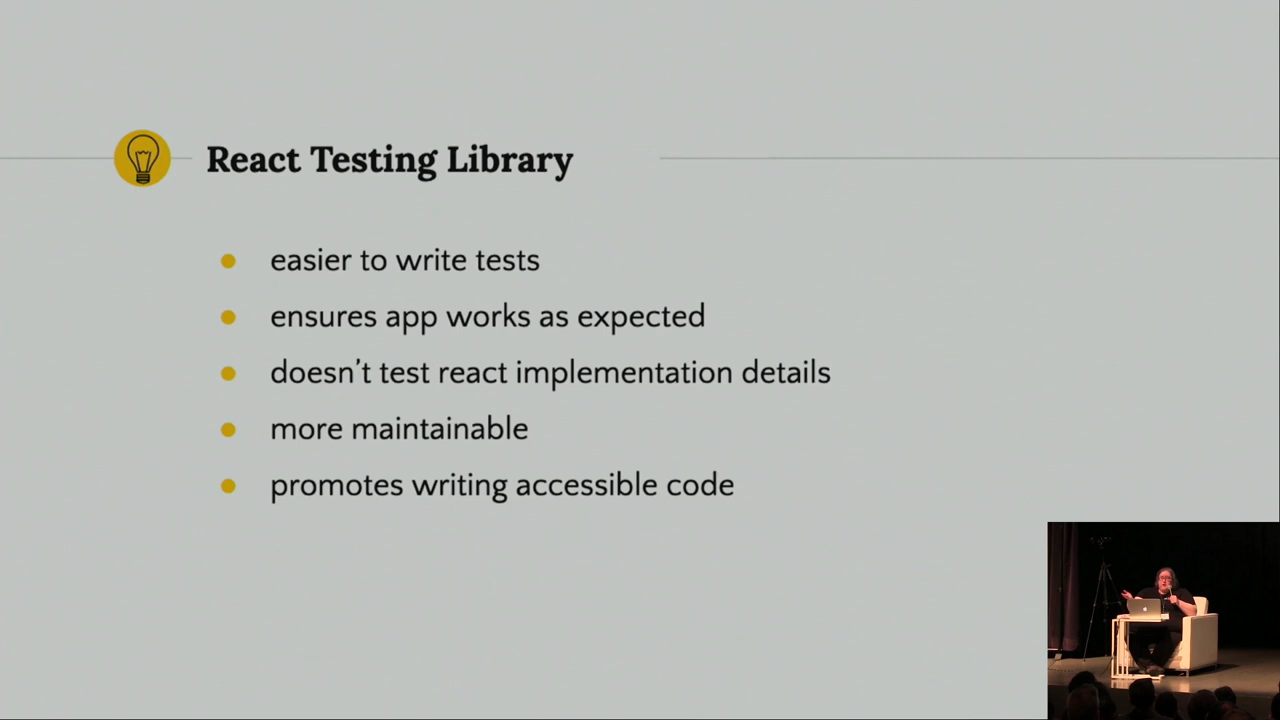 React Testing Library
easier to write tests
ensures app works as expected
doesn't test react implementation details
more maintainable
promotes writing accessible code